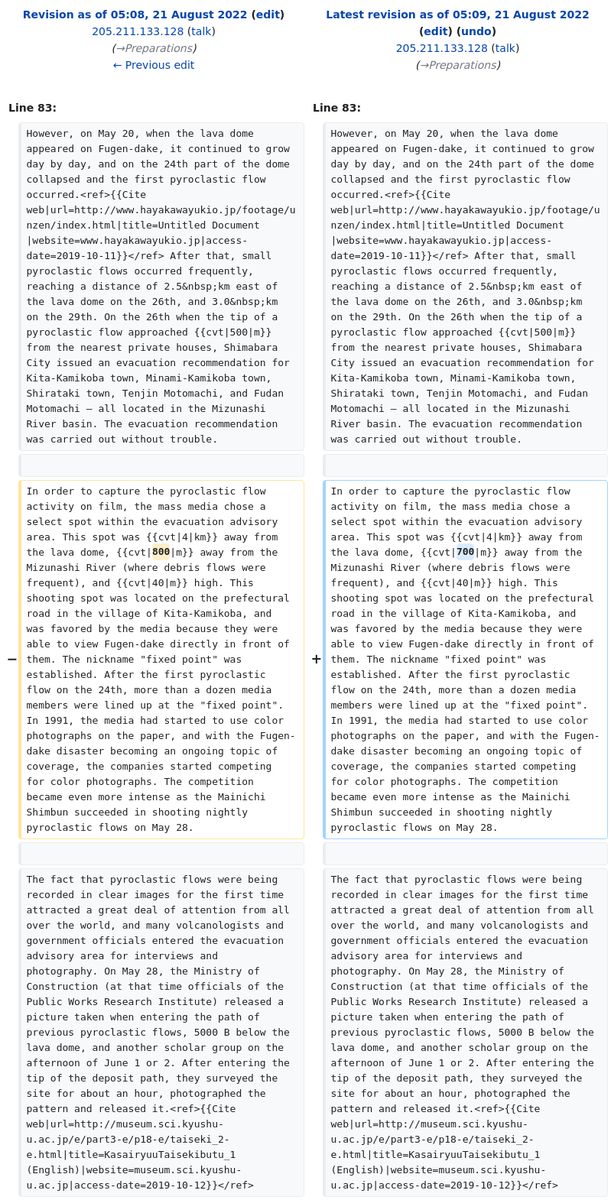 Revision as of 05:08, 21 August 2022 (edit)
205.211.133.128 (talk)
(→Preparations)
← Previous edit
Latest revision as of 05:09, 21 August 2022
(edit) (undo)
205.211.133.128 (talk)
(→Preparations)
Line 83:
However, on May 20, when the lava dome
appeared on Fugen-dake, it continued to grow
day by day, and on the 24th part of the dome
collapsed and the first pyroclastic flow
occurred.<ref>{{Cite
web|url=http://www.hayakawayukio.jp/footage/u
nzen/index.html|title=Untitled Document
|website=www.hayakawayukio.jp|access-
date=2019-10-11}}</ref> After that, small
pyroclastic flows occurred frequently,
reaching a distance of 2.5&nbsp;km east of
the lava dome on the 26th, and 3.0&nbsp;km
on the 29th. On the 26th when the tip of a
pyroclastic flow approached {{cvt|500|m}}
from the nearest private houses, Shimabara
City issued an evacuation recommendation for
Kita-Kamikoba town, Minami-Kamikoba town,
Shirataki town, Tenjin Motomachi, and Fudan
Motomachi — all located in the Mizunashi
River basin. The evacuation recommendation
was carried out without trouble.
− In order to capture the pyroclastic flow
activity on film, the mass media chose a
select spot within the evacuation advisory
area. This spot was {{cvt|4|km}} away from
the lava dome, {{cvt|800|m}} away from the
Mizunashi River (where debris flows were
frequent), and {{cvt|40|m}} high. This
shooting spot was located on the prefectural
road in the village of Kita-Kamikoba, and
was favored by the media because they were
able to view Fugen-dake directly in front of
them. The nickname "fixed point" was
established. After the first pyroclastic
flow on the 24th, more than a dozen media
members were lined up at the "fixed point".
In 1991, the media had started to use color
photographs on the paper, and with the Fugen-
dake disaster becoming an ongoing topic of
coverage, the companies started competing
for color photographs. The competition
became even more intense as the Mainichi
Shimbun succeeded in shooting nightly
pyroclastic flows on May 28.
The fact that pyroclastic flows were being
recorded in clear images for the first time
attracted a great deal of attention from all
over the world, and many volcanologists and
government officials entered the evacuation
advisory area for interviews and
photography. On May 28, the Ministry of
Construction (at that time officials of the
Public Works Research Institute) released a
picture taken when entering the path of
previous pyroclastic flows, 5000 B below the
lava dome, and another scholar group on the
afternoon of June 1 or 2. After entering the
tip of the deposit path, they surveyed the
site for about an hour, photographed the
pattern and released it.<ref>{{Cite
web|url=http://museum.sci.kyushu-
u.ac.jp/e/part3-e/p18-e/taiseki_2-
e.html|title=KasairyuuTaisekibutu_1
(English)|website=museum.sci.kyushu-
u.ac.jp|access-date=2019-10-12}}</ref>
Line 83:
However, on May 20, when the lava dome
appeared on Fugen-dake, it continued to grow
day by day, and on the 24th part of the dome
collapsed and the first pyroclastic flow
occurred.<ref>{{Cite
web|url=http://www.hayakawayukio.jp/footage/u
nzen/index.html|title=Untitled Document
|website=www.hayakawayukio.jp|access-
date=2019-10-11}}</ref> After that, small
pyroclastic flows occurred frequently,
reaching a distance of 2.5&nbsp;km east of
the lava dome on the 26th, and 3.0&nbsp;km
on the 29th. On the 26th when the tip of a
pyroclastic flow approached {{cvt|500|m}}
from the nearest private houses, Shimabara
City issued an evacuation recommendation for
Kita-Kamikoba town, Minami-Kamikoba town,
Shirataki town, Tenjin Motomachi, and Fudan
Motomachi — all located in the Mizunashi
River basin. The evacuation recommendation
was carried out without trouble.
+ In order to capture the pyroclastic flow
activity on film, the mass media chose a
select spot within the evacuation advisory
area. This spot was {{cvt|4|km}} away from
the lava dome, {{cvt|700|m}} away from the
Mizunashi River (where debris flows were
frequent), and {{cvt|40|m}} high. This
shooting spot was located on the prefectural
road in the village of Kita-Kamikoba, and
was favored by the media because they were
able to view Fugen-dake directly in front of
them. The nickname "fixed point" was
established. After the first pyroclastic
flow on the 24th, more than a dozen media
members were lined up at the "fixed point".
In 1991, the media had started to use color
photographs on the paper, and with the Fugen-
dake disaster becoming an ongoing topic of
coverage, the companies started competing
for color photographs. The competition
became even more intense as the Mainichi
Shimbun succeeded in shooting nightly
pyroclastic flows on May 28.
The fact that pyroclastic flows were being
recorded in clear images for the first time
attracted a great deal of attention from all
over the world, and many volcanologists and
government officials entered the evacuation
advisory area for interviews and
photography. On May 28, the Ministry of
Construction (at that time officials of the
Public Works Research Institute) released a
picture taken when entering the path of
previous pyroclastic flows, 5000 B below the
lava dome, and another scholar group on the
afternoon of June 1 or 2. After entering the
tip of the deposit path, they surveyed the
site for about an hour, photographed the
pattern and released it.<ref>{{Cite
web|url=http://museum.sci.kyushu-
u.ac.jp/e/part3-e/p18-e/taiseki_2-
e.html|title=KasairyuuTaisekibutu_1
(English)|website=museum.sci.kyushu-
u.ac.jp|access-date=2019-10-12}}</ref>